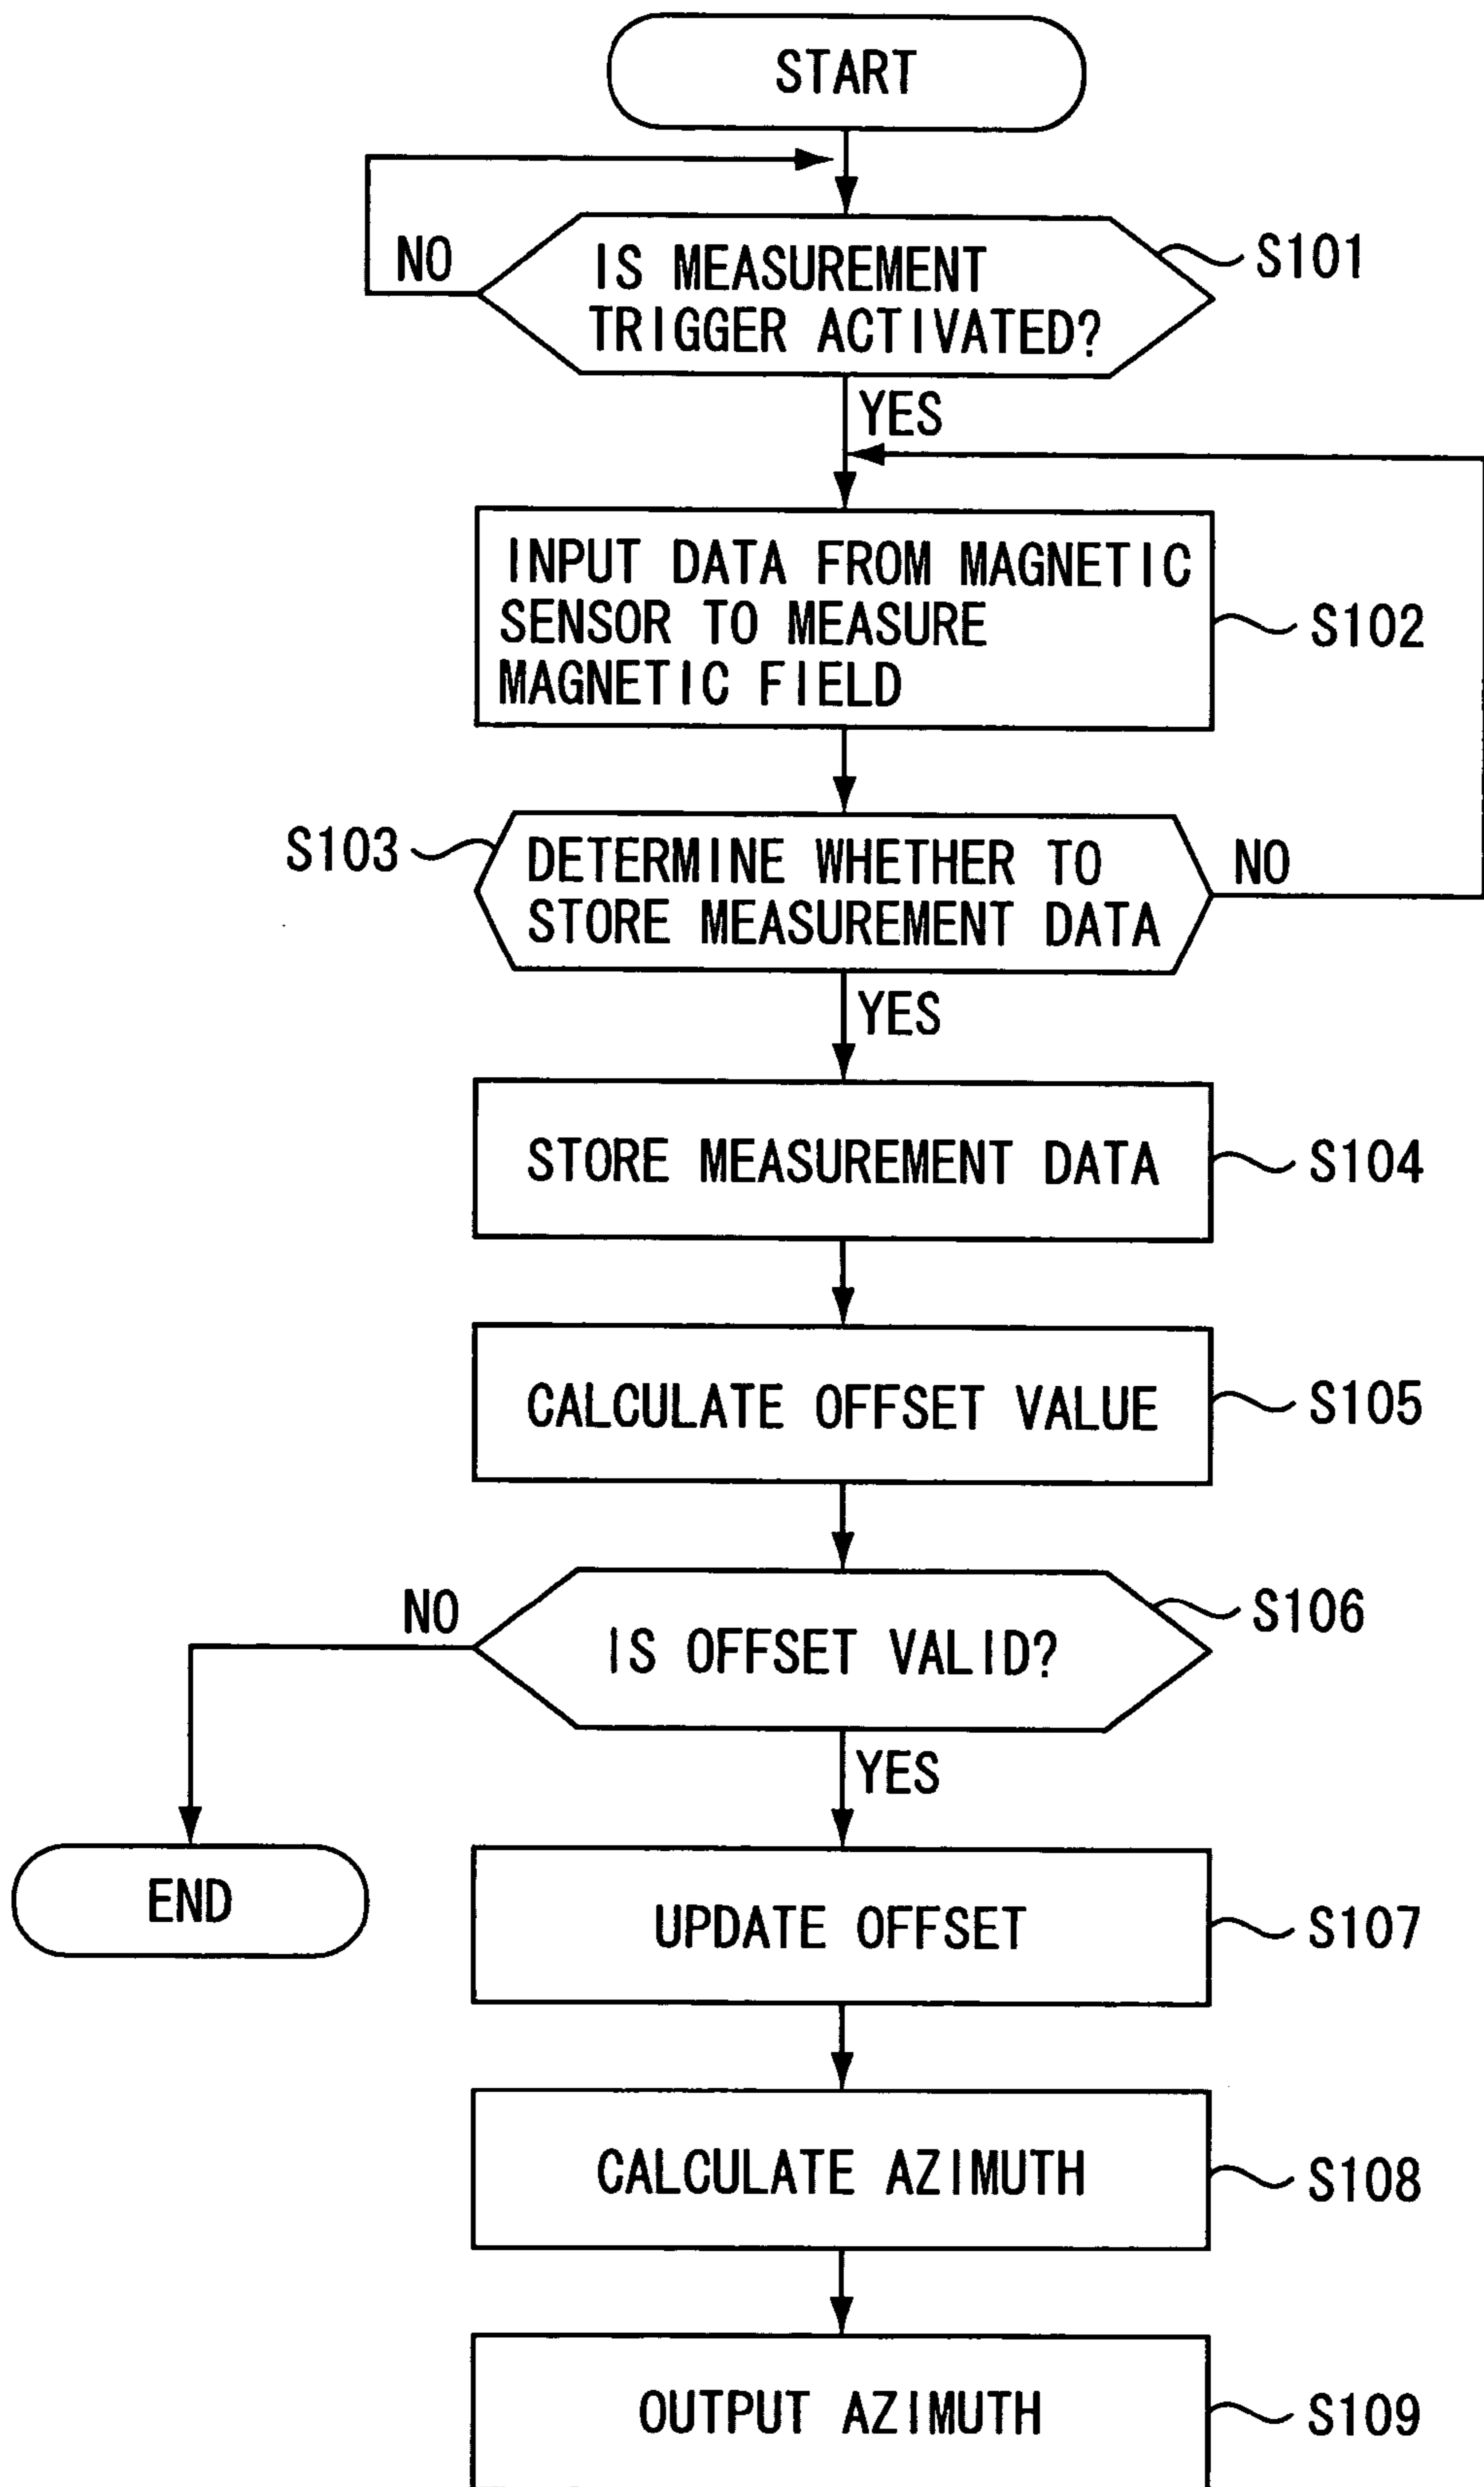 START
NO
IS MEASUREMENT
TRIGGER ACTIVATED?
S101
YES
INPUT DATA FROM MAGNETIC
SENSOR TO MEASURE
MAGNETIC FIELD
S102
S103
DETERMINE WHETHER TO
STORE MEASUREMENT DATA
NO
YES
STORE MEASUREMENT DATA
S104
CALCULATE OFFSET VALUE
S105
NO
IS OFFSET VALID?
S106
YES
END
UPDATE OFFSET
S107
CALCULATE AZIMUTH
S108
OUTPUT AZIMUTH
S109